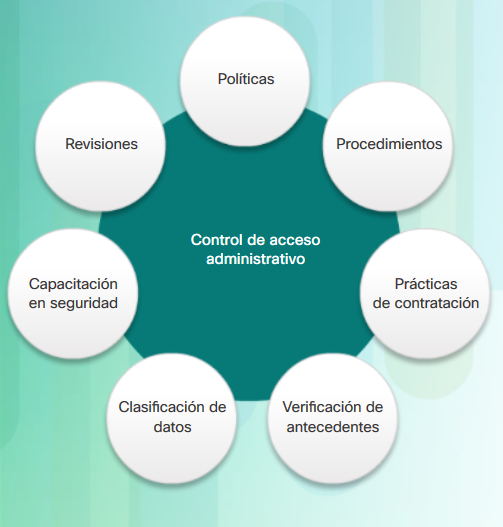 Políticas
Revisiones
Procedimientos
Control de acceso
administrativo
Capacitación
en seguridad
Prácticas
de contratación
Clasificación de
datos
Verificación de
antecedentes